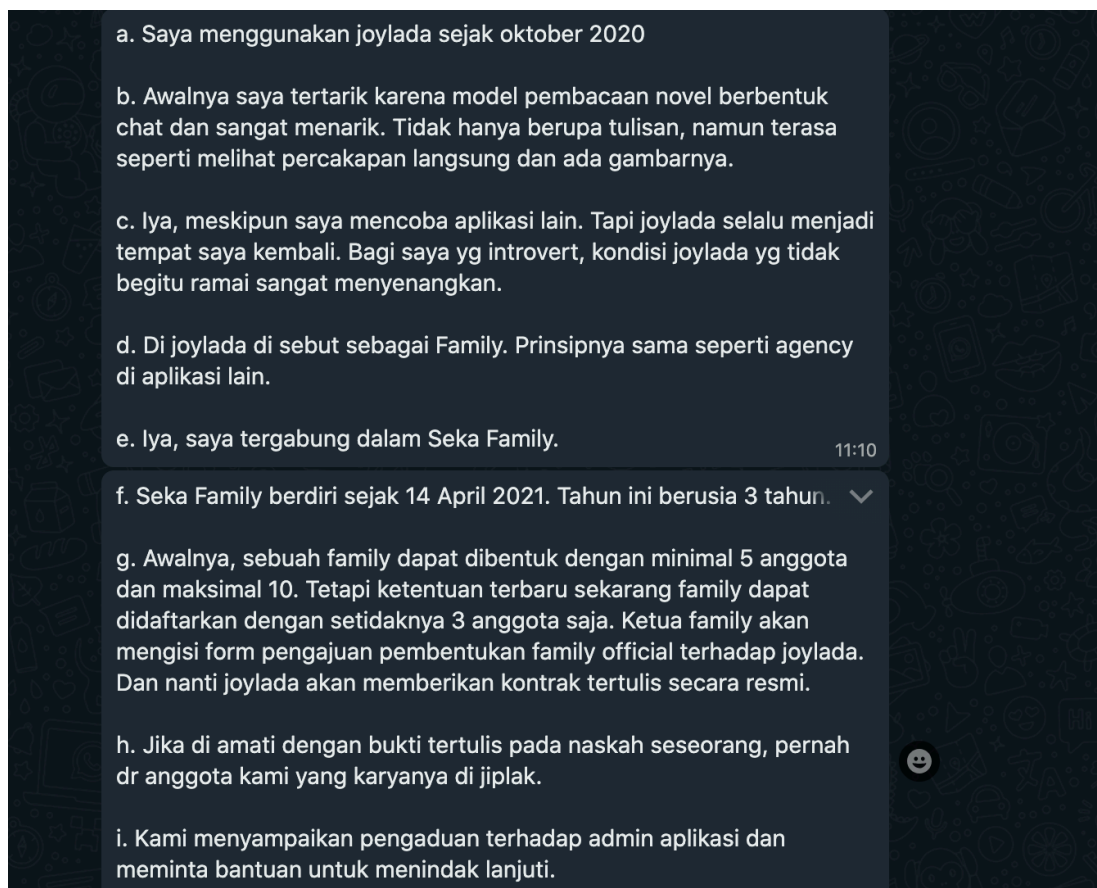 a. Saya menggunakan joylada sejak oktober 2020
b. Awalnya saya tertarik karena model pembacaan novel berbentuk
chat dan sangat menarik. Tidak hanya berupa tulisan, namun terasa
seperti melihat percakapan langsung dan ada gambarnya.
c. Iya, meskipun saya mencoba aplikasi lain. Tapi joylada selalu menjadi
tempat saya kembali. Bagi saya yg introvert, kondisi joylada yg tidak
begitu ramai sangat menyenangkan.
d. Di joylada di sebut sebagai Family. Prinsipnya sama seperti agency
di aplikasi lain.
e. Iya, saya tergabung dalam Seka Family.
11:10
f. Seka Family berdiri sejak 14 April 2021. Tahun ini berusia 3 tahun.
g. Awalnya, sebuah family dapat dibentuk dengan minimal 5 anggota
dan maksimal 10. Tetapi ketentuan terbaru sekarang family dapat
didaftarkan dengan setidaknya 3 anggota saja. Ketua family akan
mengisi form pengajuan pembentukan family official terhadap joylada.
Dan nanti joylada akan memberikan kontrak tertulis secara resmi.
h. Jika di amati dengan bukti tertulis pada naskah seseorang, pernah
dr anggota kami yang karyanya di jiplak.
i. Kami menyampaikan pengaduan terhadap admin aplikasi dan
meminta bantuan untuk menindak lanjuti.